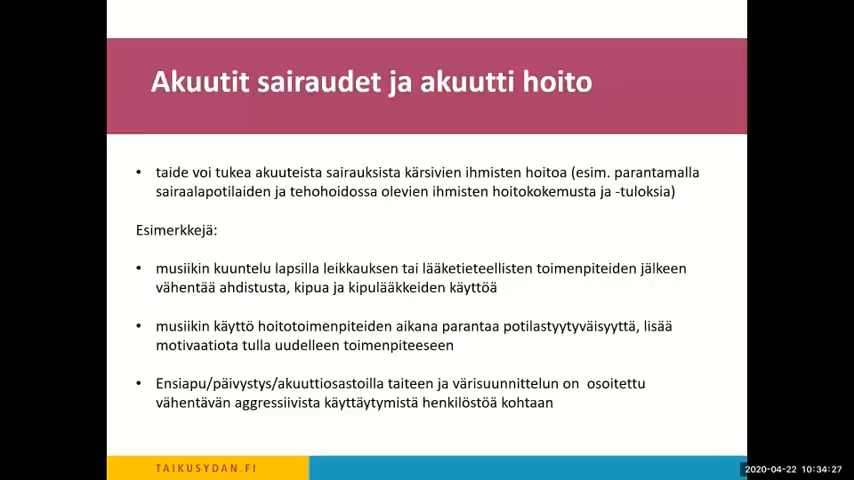 Akuutit sairaudet ja akuutti hoito
• taide voi tukea akuuteista sairauksista kärsivien ihmisten hoitoa (esim. parantamalla
sairaalapotilaiden ja tehohoidossa olevien ihmisten hoitokokemusta ja -tuloksia)
Esimerkkejä:
• musiikin kuuntelu lapsilla leikkauksen tai lääketieteellisten toimenpiteiden jälkeen
vähentää ahdistusta, kipua ja kipulääkkeiden käyttöä
• musiikin käyttö hoitotoimenpiteiden aikana parantaa potilastyytyväisyyttä, lisää
motivaatiota tulla uudelleen toimenpiteeseen
• Ensiapu/päivystys/akuuttiosastoilla taiteen ja värisuunnittelun on  osoitettu
vähentävän aggressiivista käyttäytymistä henkilöstöä kohtaan
TAIKUSYDAN.FI
2020-04-22 10:34:27